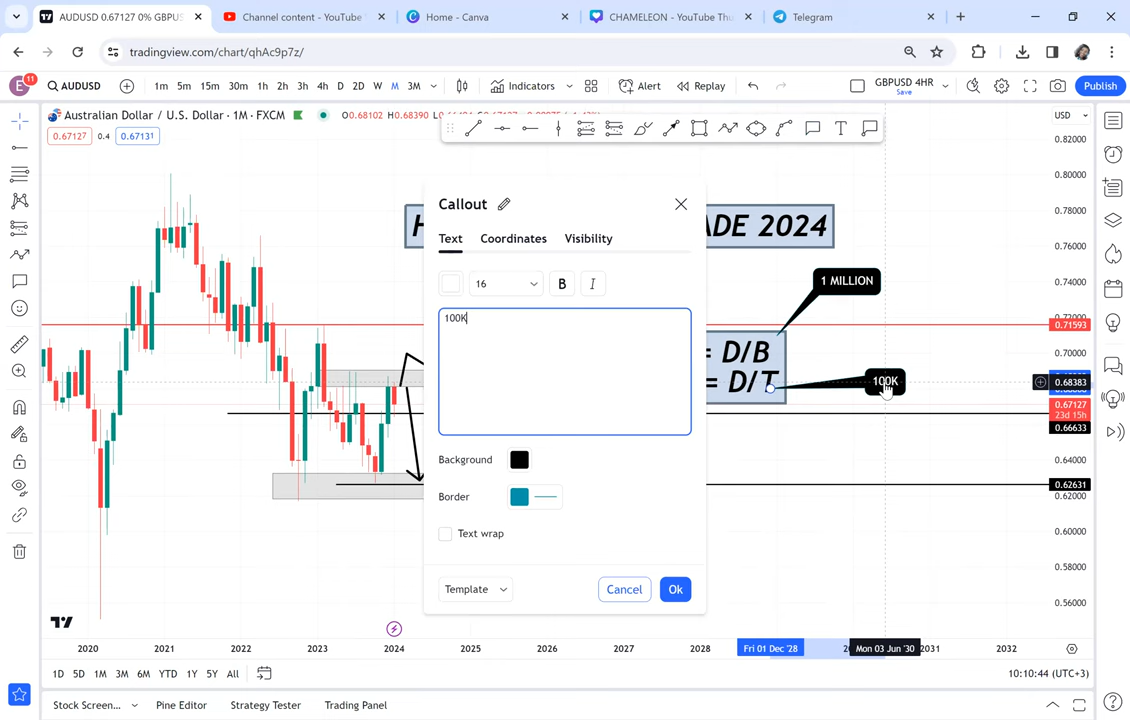 AUDUSD 0.67127 0% GBPUS
Channel content - YouTube
Home - Canva
CHAMELEON - YouTube Thu
Telegram
tradingview.com/chart/qhAc9p7z/
E
11
AUDUSD
1m 5m 15m 30m 1h 2h 3h 4h D 2D W M 3M
Indicators
Alert
Replay
GBPUSD 4HR
Save
Publish
Australian Dollar / U.S. Dollar · 1M · FXCM
O0.68102 H0.68390
0.67127 0.4 0.67131
USD
0.82000
0.80000
0.78000
0.76000
0.74000
0.71593
0.70000
0.68383
0.67127
23d 15h
0.66633
0.64000
0.62631
0.62000
0.60000
0.58000
0.56000
ADE 2024
1 MILLION
= D/B
= D/T
100K
Callout
Text Coordinates Visibility
16
B I
100K
Background
Border
Text wrap
Template
Cancel
Ok
2020 2021 2022 2023 2024 2025 2026 2027 2028 Fri 01 Dec '28 Mon 03 Jun '30 2031 2032
1D 5D 1M 3M 6M YTD 1Y 5Y All
10:10:44 (UTC+3)
Stock Screen... Pine Editor Strategy Tester Trading Panel